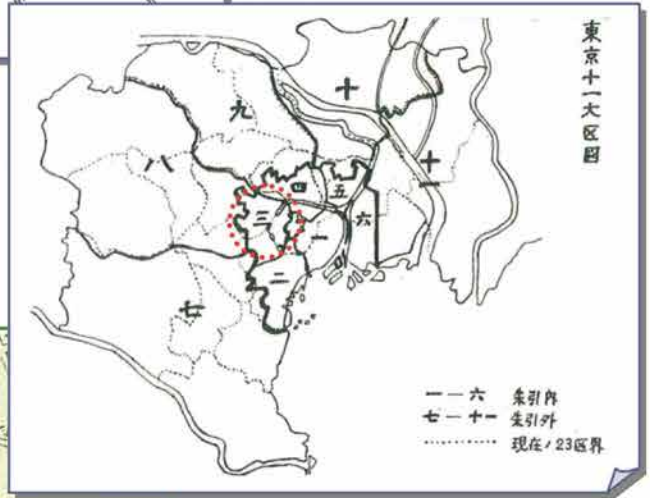 東京十一大区図
九
十
八
十一
四
五
三
六
一
二
七
一―六 朱引内
七―十一 朱引外
現在ノ23区界